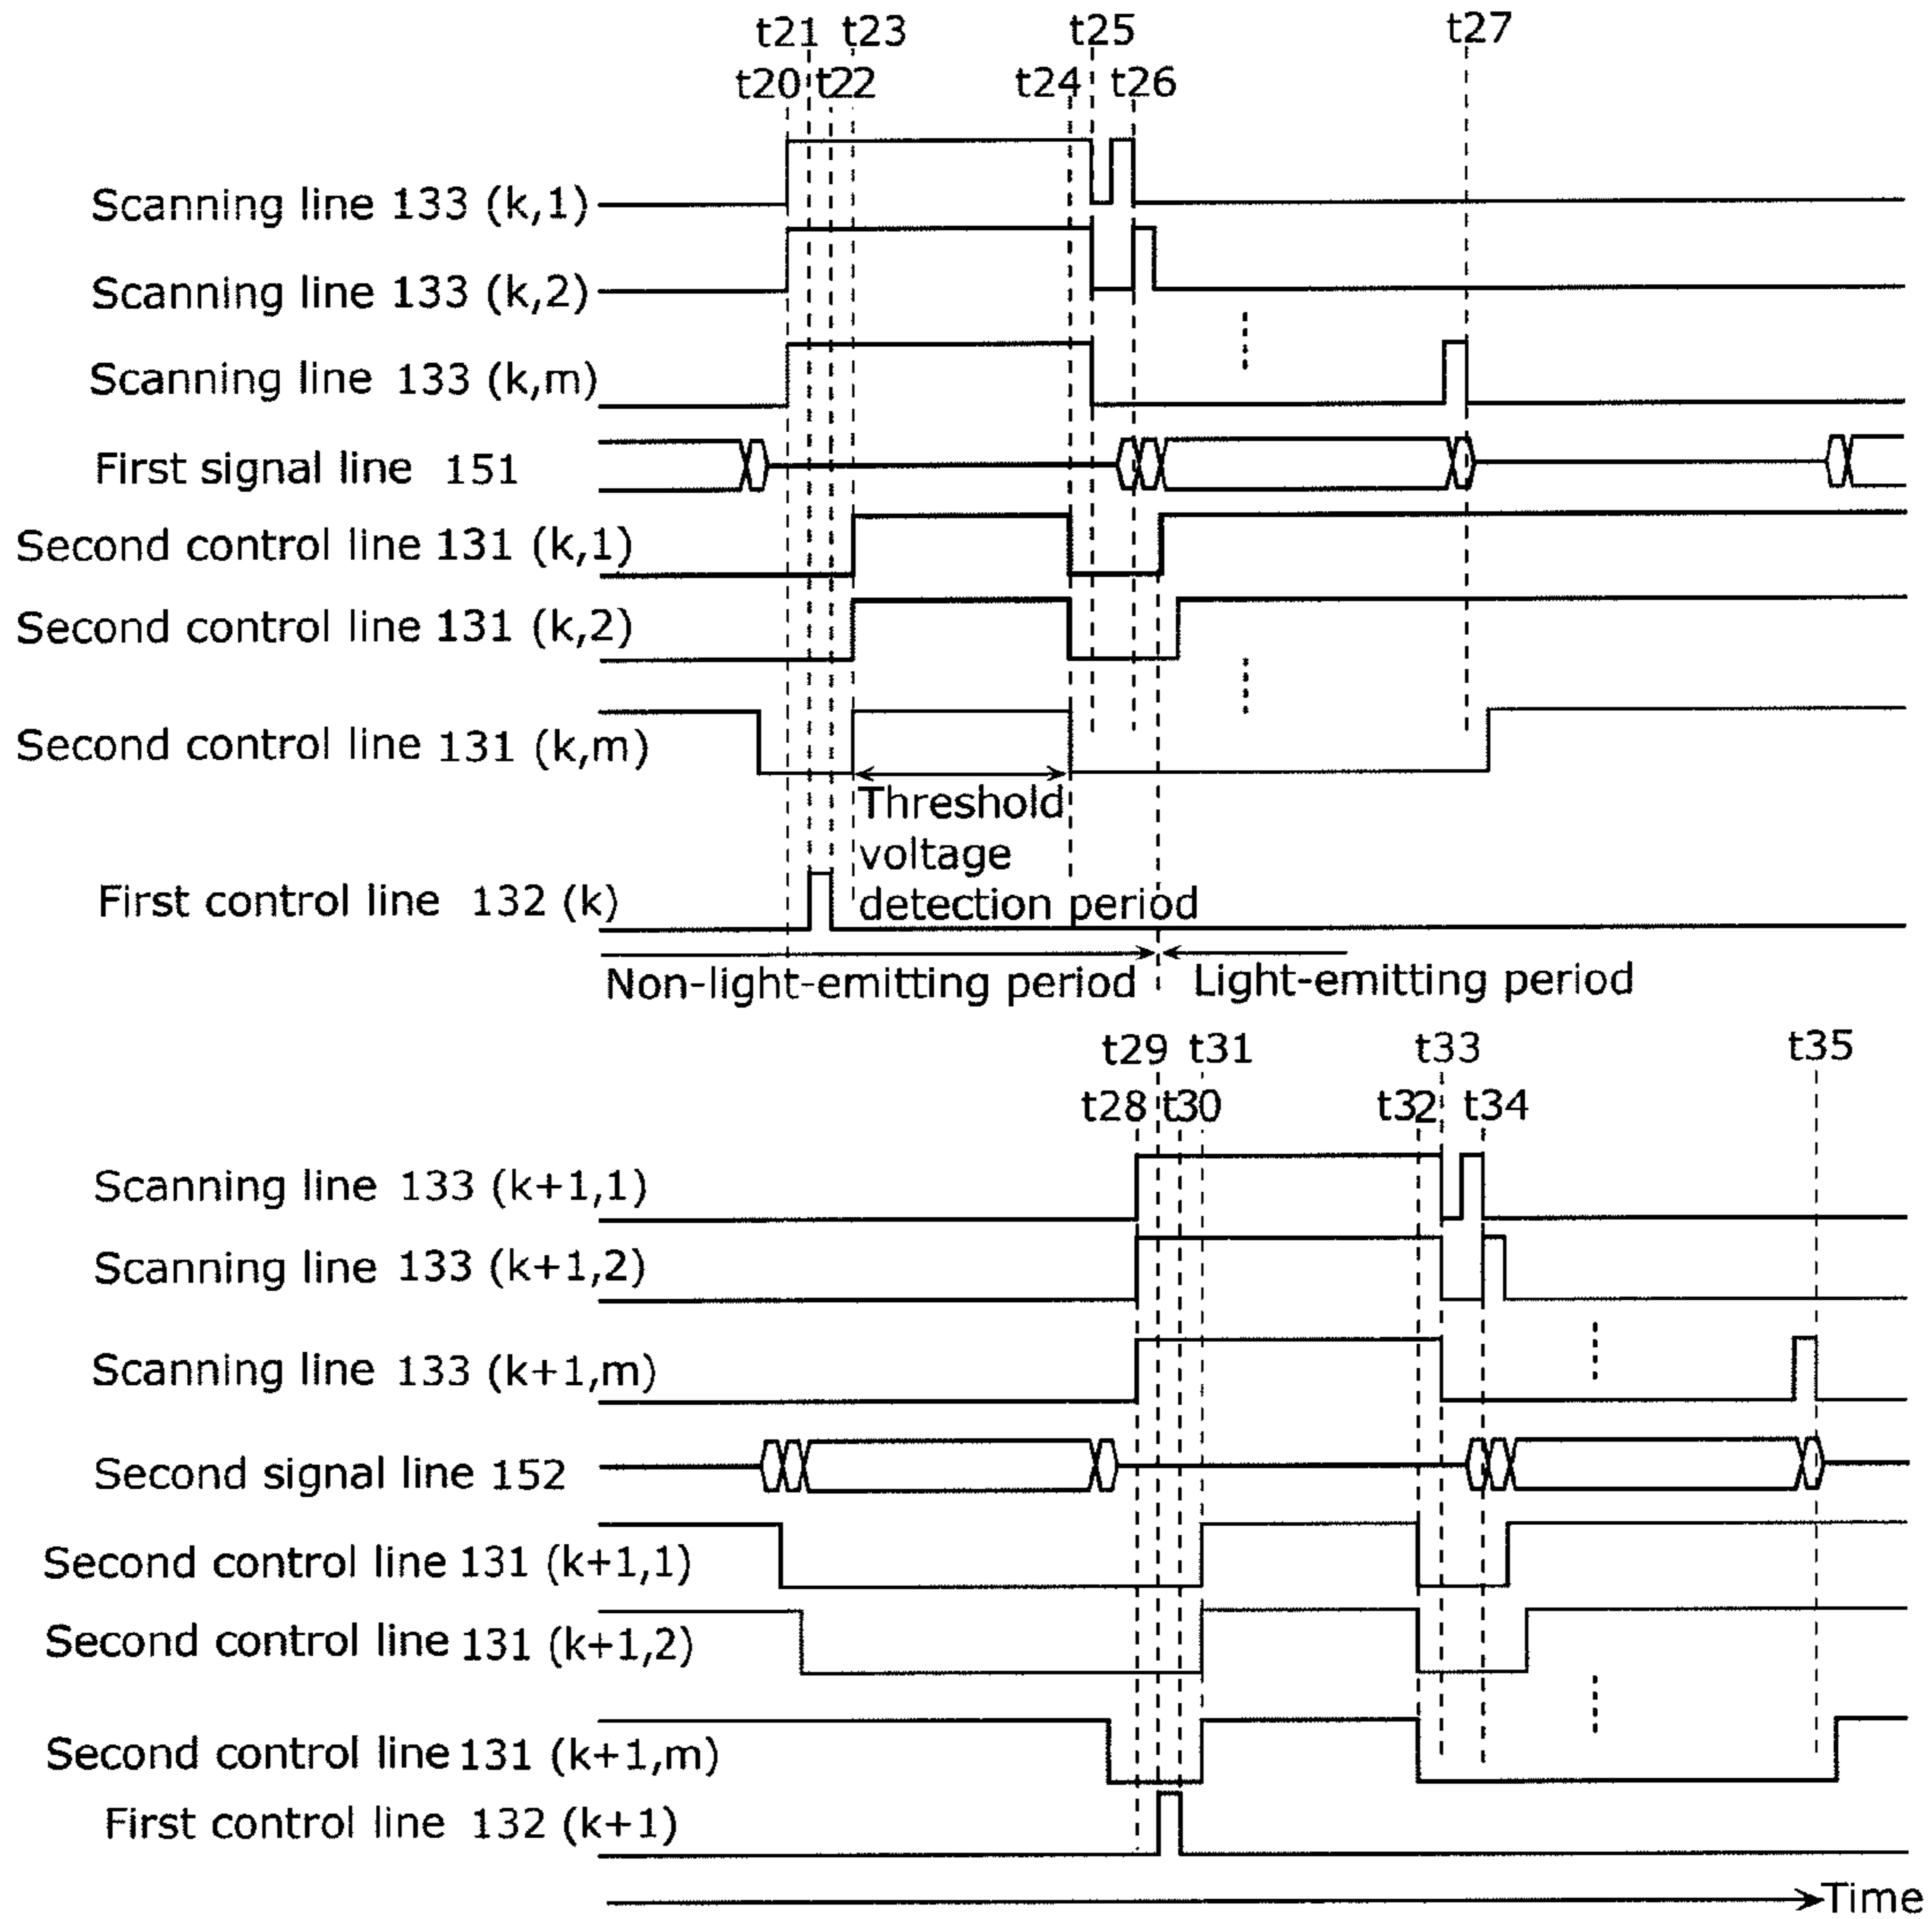 t21 t23 t25 t27
t20 t22 t24 t26
Scanning line 133 (k,1)
Scanning line 133 (k,2)
Scanning line 133 (k,m)
First signal line 151
Second control line 131 (k,1)
Second control line 131 (k,2)
Second control line 131 (k,m)
Threshold
voltage
detection period
First control line 132 (k)
Non-light-emitting period Light-emitting period
t29 t31 t33 t35
t28 t30 t32 t34
Scanning line 133 (k+1,1)
Scanning line 133 (k+1,2)
Scanning line 133 (k+1,m)
Second signal line 152
Second control line 131 (k+1,1)
Second control line 131 (k+1,2)
Second control line 131 (k+1,m)
First control line 132 (k+1)
Time